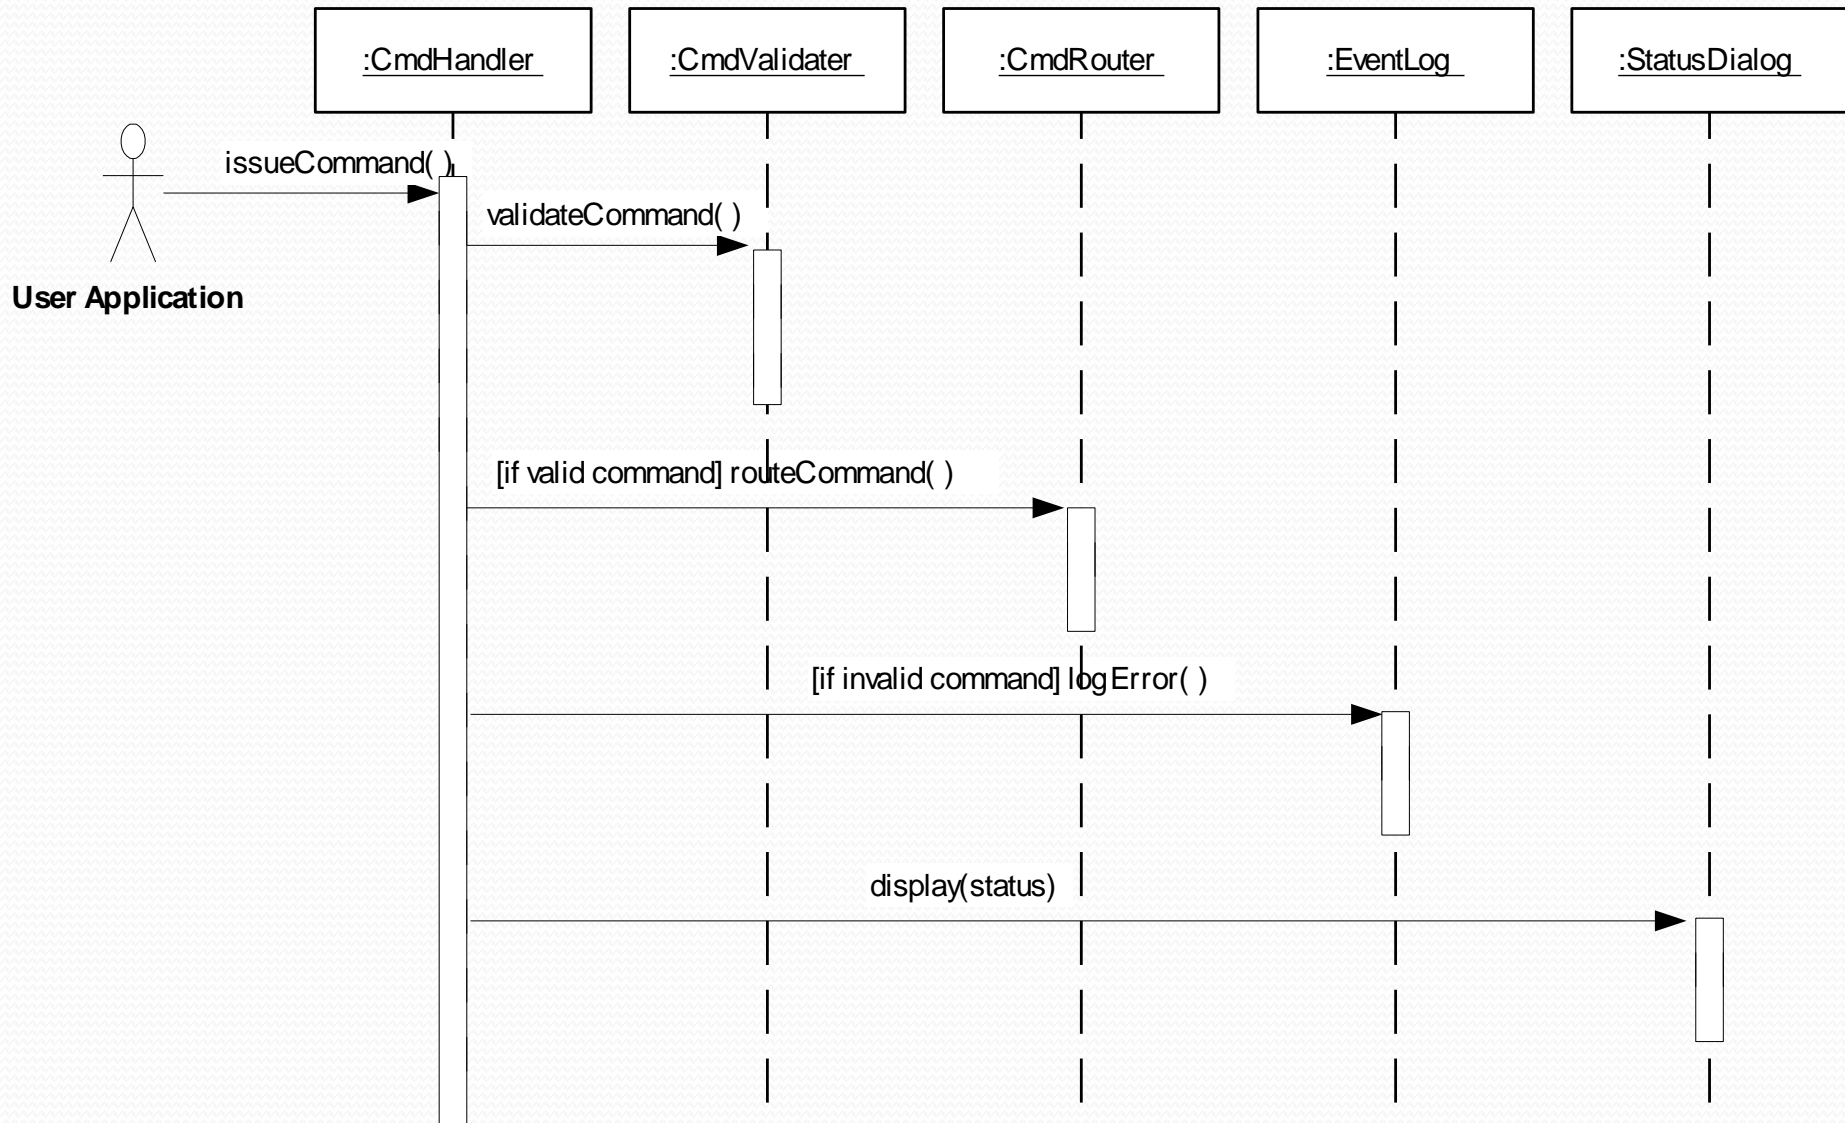 :CmdHandler
:CmdValidater
:CmdRouter
:EventLog
:StatusDialog
issueCommand( )
validateCommand( )
User Application
[if valid command] routeCommand( )
[if invalid command] logError( )
display(status)